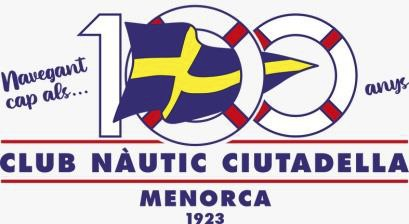 Navegant
cap als...
100
anys
CLUB NÀUTIC CIUTADELLA
MENORCA
1923